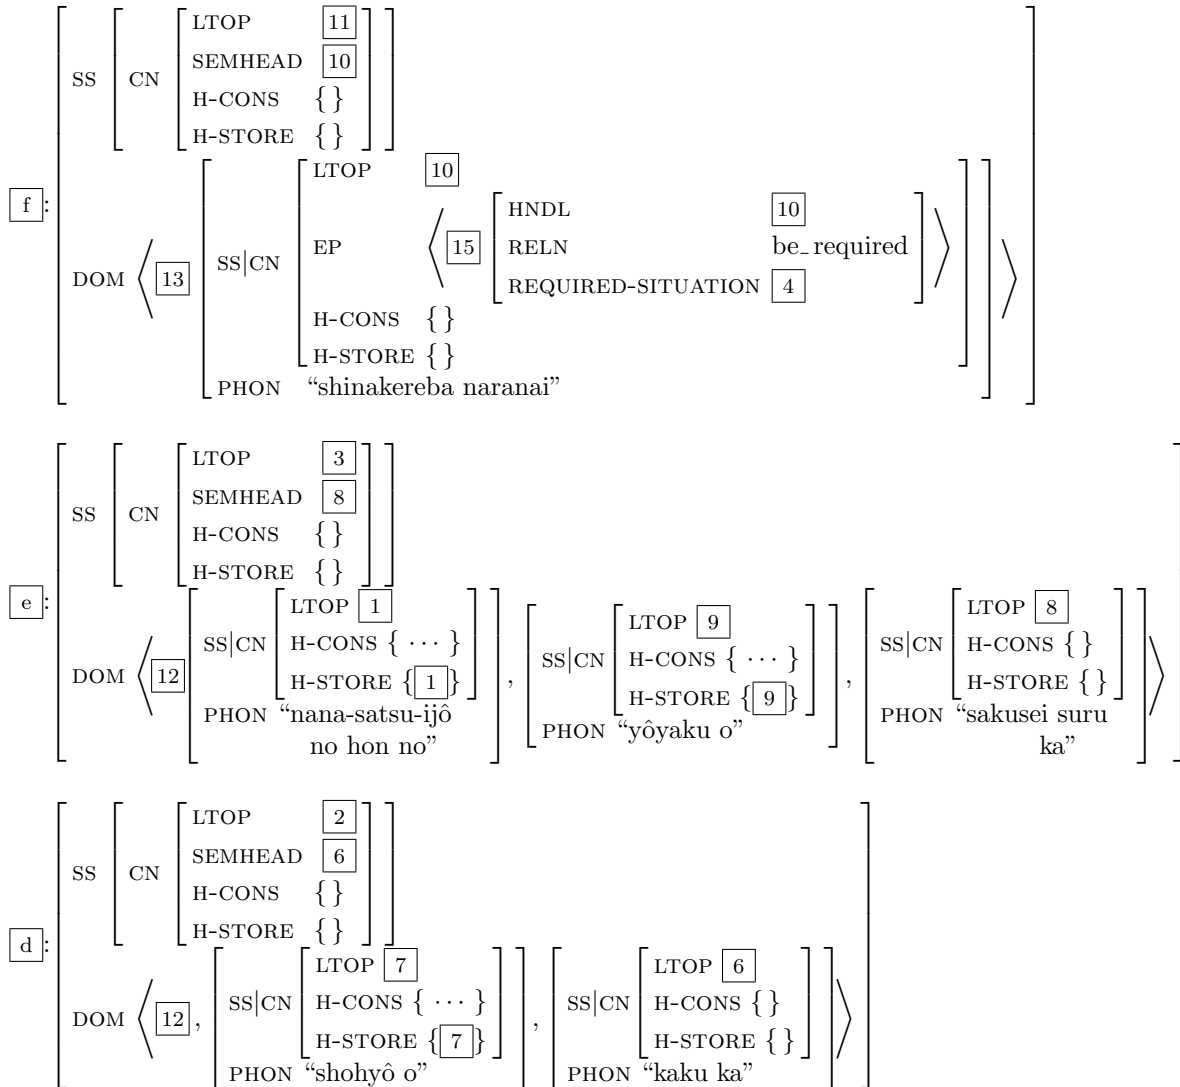 LTOP 11
SEMHEAD 10
SS CN
H-CONS { }
H-STORE { }
LTOP 10
f :
HNDL 10
EP 15 RELN be_required
SS|CN
DOM 13
REQUIRED-SITUATION 4
H-CONS { }
H-STORE { }
PHON “shinakereba naranai”
LTOP 3
SEMHEAD 8
SS CN
H-CONS { }
H-STORE { }
e :
LTOP 1 LTOP 9 LTOP 8
SS|CN H-CONS { ··· } SS|CN H-CONS { ··· } SS|CN H-CONS { }
DOM 12 , ,
H-STORE { 1 } H-STORE { 9 } H-STORE { }
PHON “nana-satsu-ijô PHON “yôyaku o” PHON “sakusei suru
no hon no” ka”
LTOP 2
SEMHEAD 6
SS CN
H-CONS { }
H-STORE { }
d :
LTOP 7 LTOP 6
SS|CN H-CONS { ··· } SS|CN H-CONS { }
DOM 12 , ,
H-STORE { 7 } H-STORE { }
PHON “shohyô o” PHON “kaku ka”